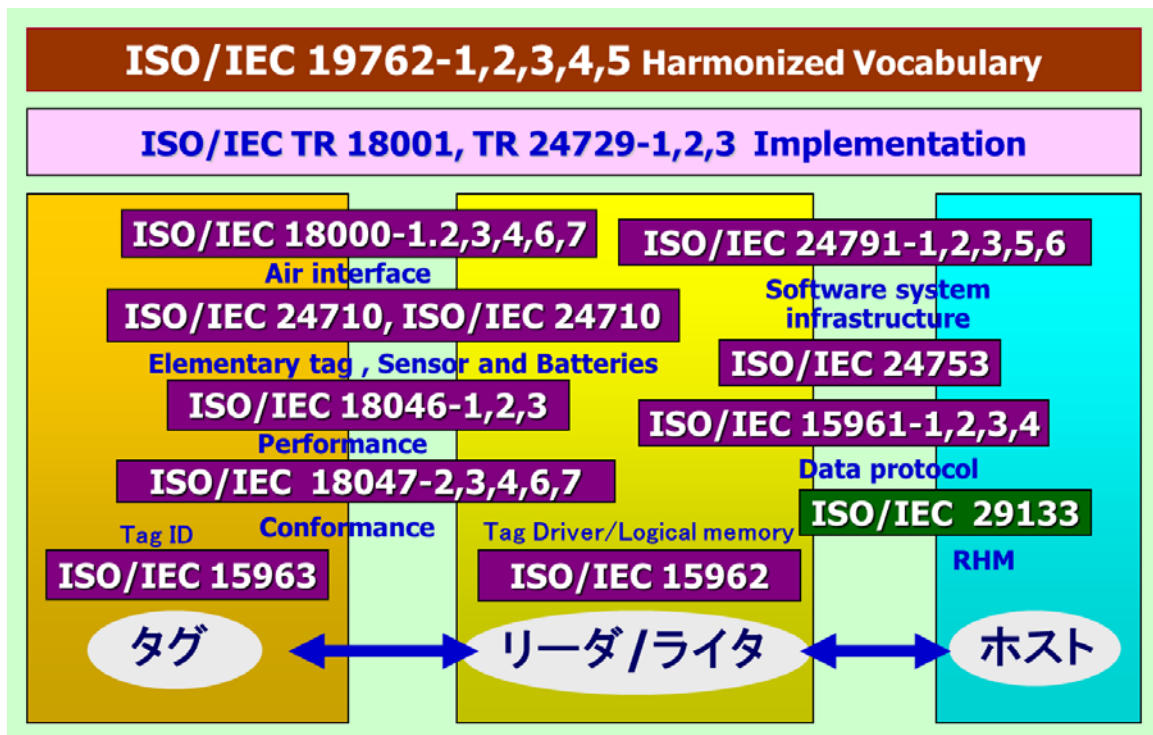 ISO/IEC 19762-1,2,3,4,5 Harmonized Vocabulary
ISO/IEC TR 18001, TR 24729-1,2,3 Implementation
ISO/IEC 18000-1.2,3,4,6,7
Air interface
ISO/IEC 24710, ISO/IEC 24710
Elementary tag , Sensor and Batteries
ISO/IEC 18046-1,2,3
Performance
ISO/IEC 18047-2,3,4,6,7
Conformance
ISO/IEC 24791-1,2,3,5,6
Software system
infrastructure
ISO/IEC 24753
ISO/IEC 15961-1,2,3,4
Data protocol
ISO/IEC 29133
RHM
Tag ID
ISO/IEC 15963
Tag Driver/Logical memory
ISO/IEC 15962
タグ
リーダ/ライタ
ホスト